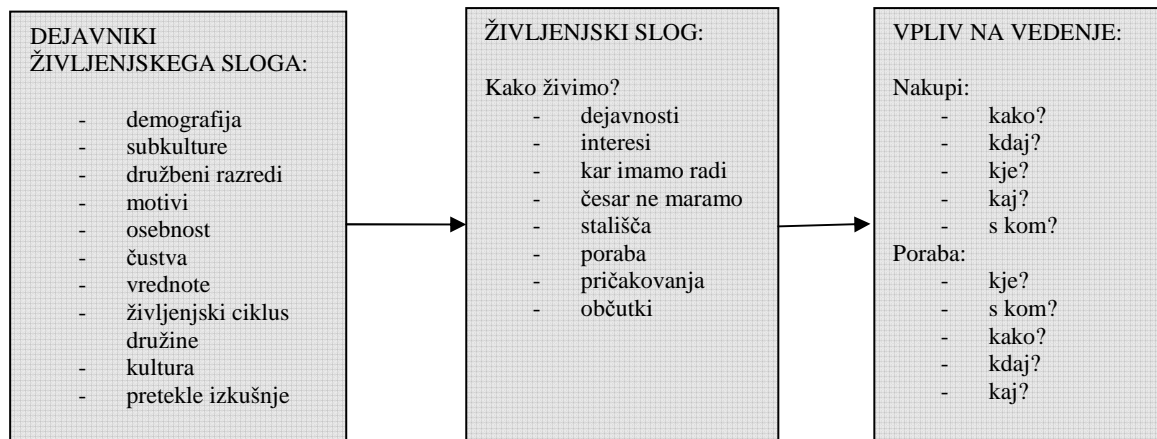 DEJAVNIKI
ŽIVLJENJSKEGA SLOGA:
- demografija
- subkulture
- družbeni razredi
- motivi
- osebnost
- čustva
- vrednote
- življenjski ciklus
družine
- kultura
- pretekle izkušnje
ŽIVLJENJSKI SLOG:
Kako živimo?
- dejavnosti
- interesi
- kar imamo radi
- česar ne maramo
- stališča
- poraba
- pričakovanja
- občutki
VPLIV NA VEDENJE:
Nakupi:
- kako?
- kdaj?
- kje?
- kaj?
- s kom?
Poraba:
- kje?
- s kom?
- kako?
- kdaj?
- kaj?